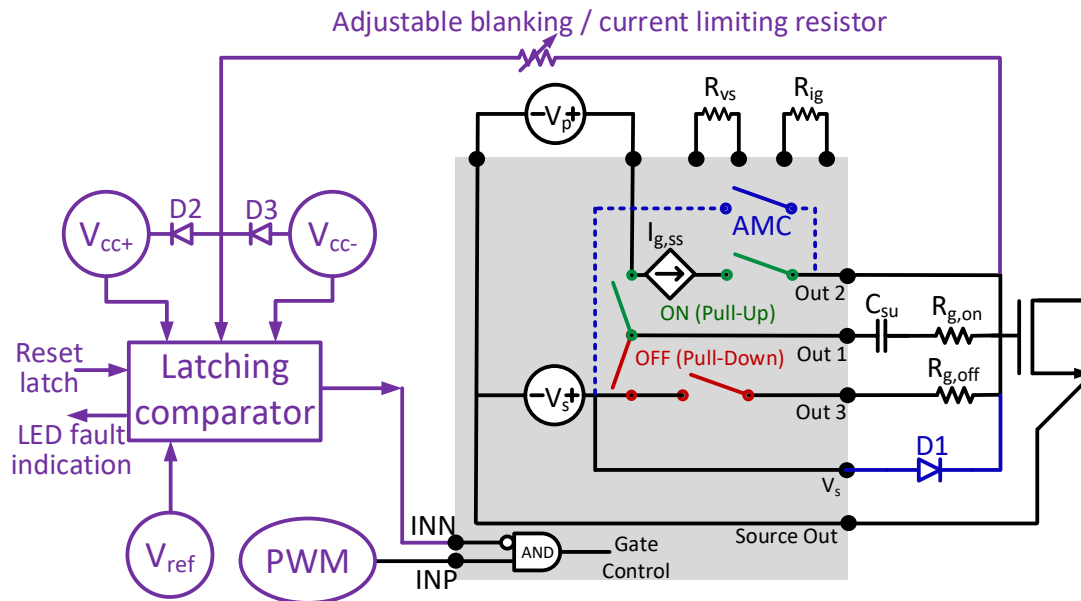 Adjustable blanking / current limiting resistor
R_vs
R_ig
−V_p+
D2
D3
V_cc+
V_cc-
AMC
I_g,ss
Out 2
C_su
R_g,on
ON (Pull-Up)
Out 1
Reset
latch
Latching
comparator
OFF (Pull-Down)
R_g,off
−V_s+
Out 3
LED fault
indication
D1
V_s
Source Out
INN
V_ref
PWM
INP
AND
Gate
Control